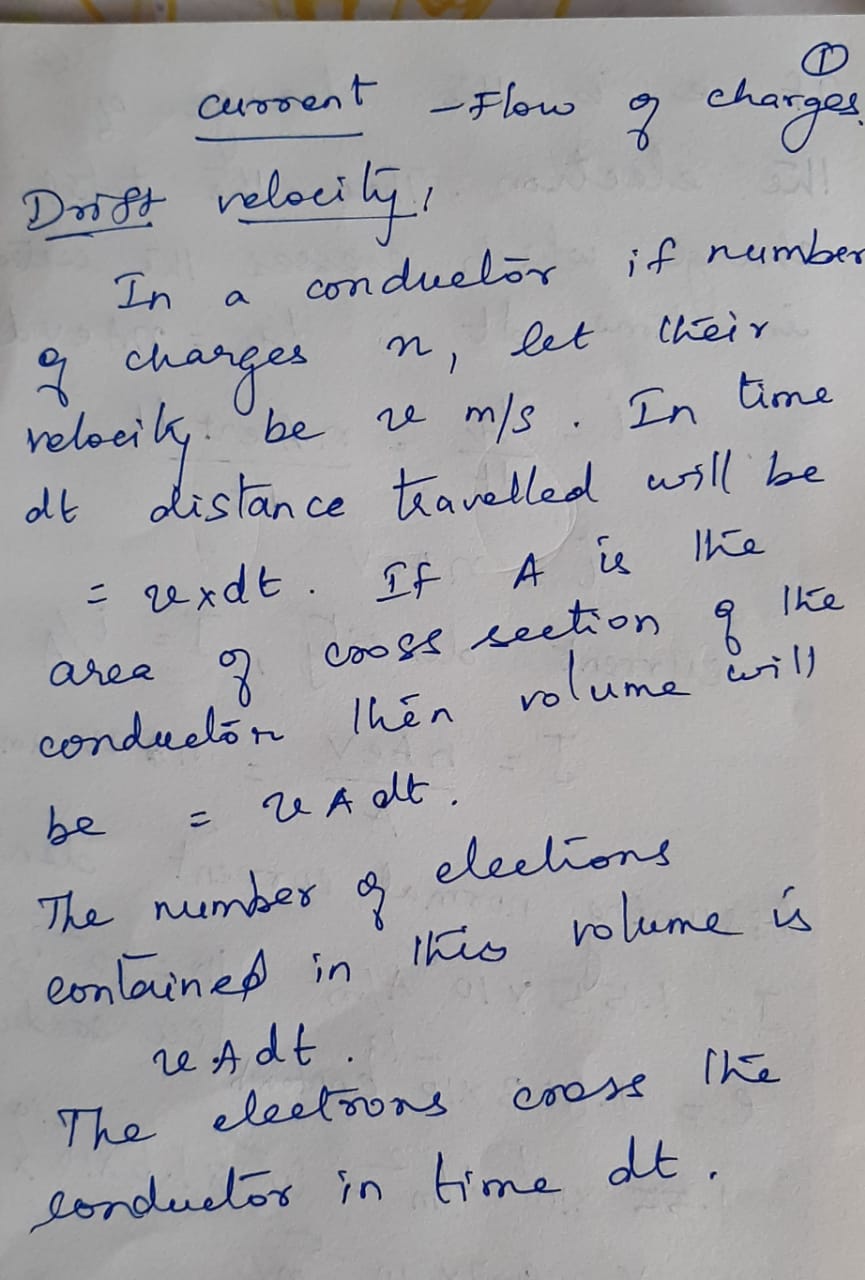 ①
Current - Flow of charges.
Drift velocity,
In a conductor if number
of charges n, let their
velocity be v m/s. In time
dt distance travelled will be
= v x dt. If A is the
area of cross section of the
conductor then volume will
be = v A dt.
The number of elections
contained in this volume is
v A dt.
The electrons cross the
conductor in time dt.